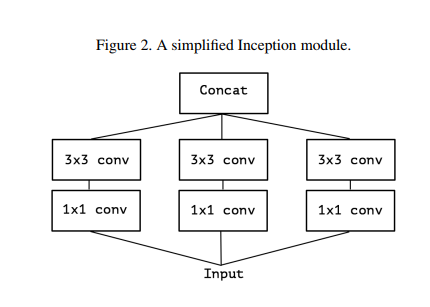 Figure 2. A simplified Inception module.
Concat
3x3 conv 3x3 conv 3x3 conv
1x1 conv 1x1 conv 1x1 conv
Input